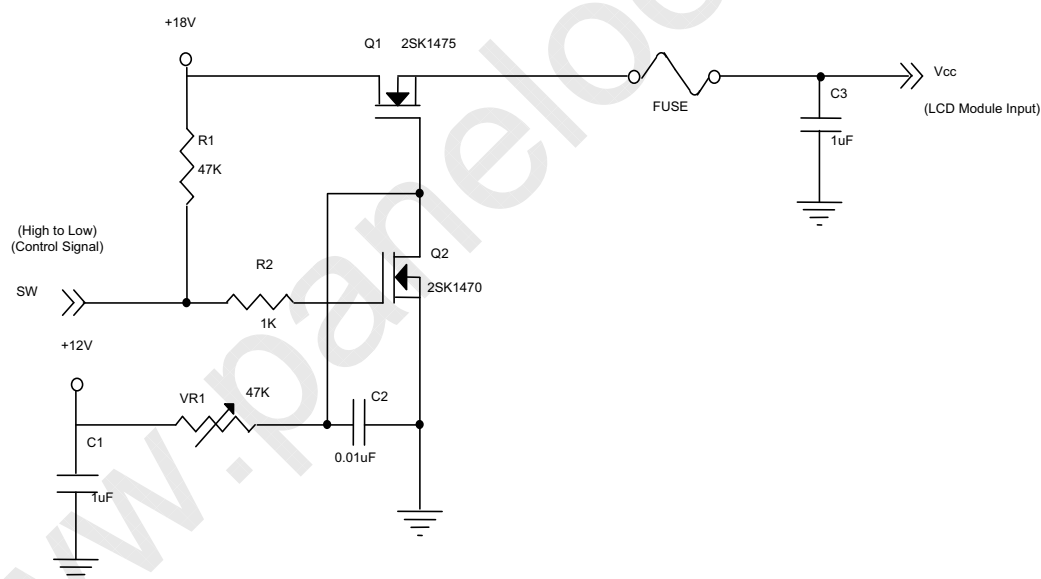 +18V
Q1 2SK1475
Vcc
(LCD Module Input)
FUSE
C3
1uF
R1
47K
(High to Low)
(Control Signal)
SW
R2
1K
Q2
2SK1470
+12V
VR1
47K
C2
0.01uF
C1
1uF
w.panelo